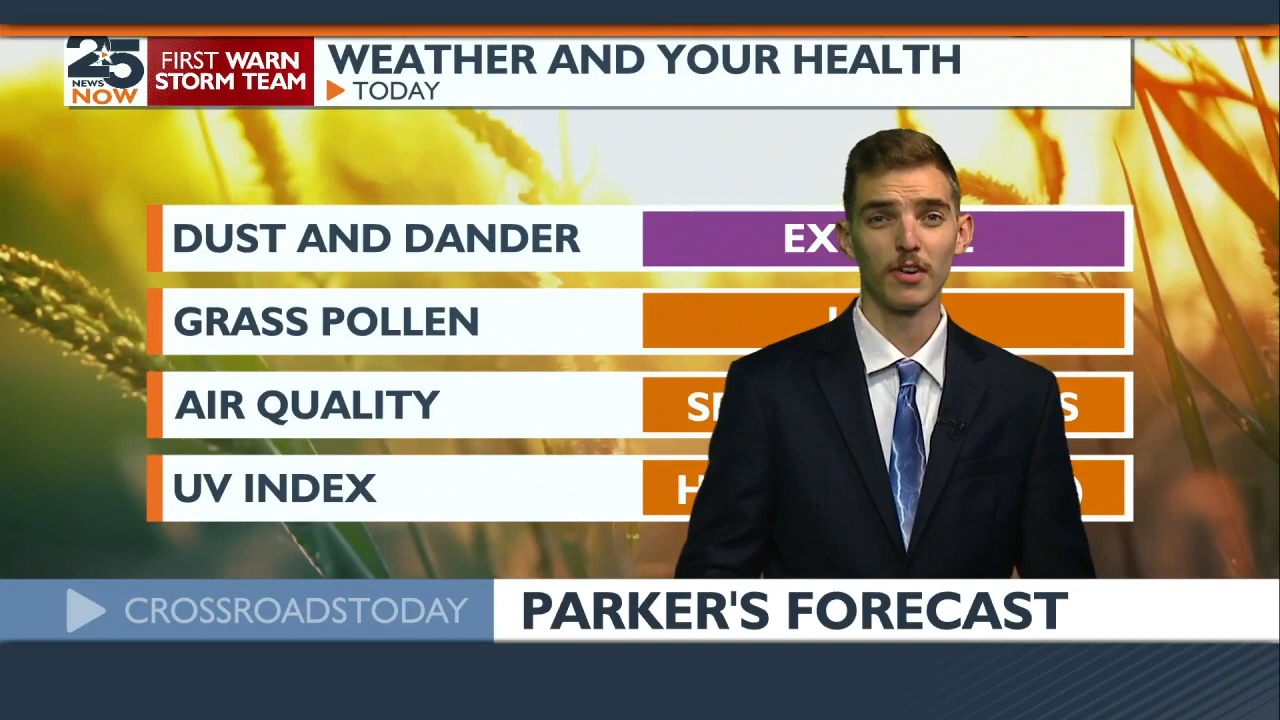 25
NEWS
NOW
FIRST WARN
STORM TEAM
WEATHER AND YOUR HEALTH
TODAY
DUST AND DANDER
GRASS POLLEN
AIR QUALITY
UV INDEX
CROSSROADSTODAY
PARKER'S FORECAST